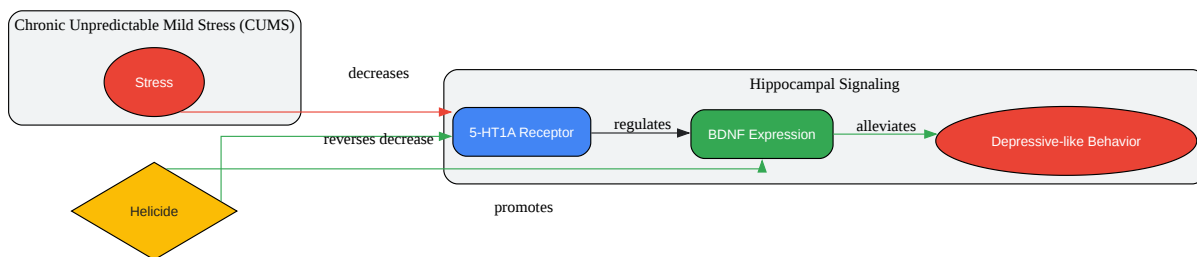 Chronic Unpredictable Mild Stress (CUMS)
Stress
decreases
Hippocampal Signaling
5-HT1A Receptor
regulates
BDNF Expression
alleviates
Depressive-like Behavior
reverses decrease
Helicide
promotes